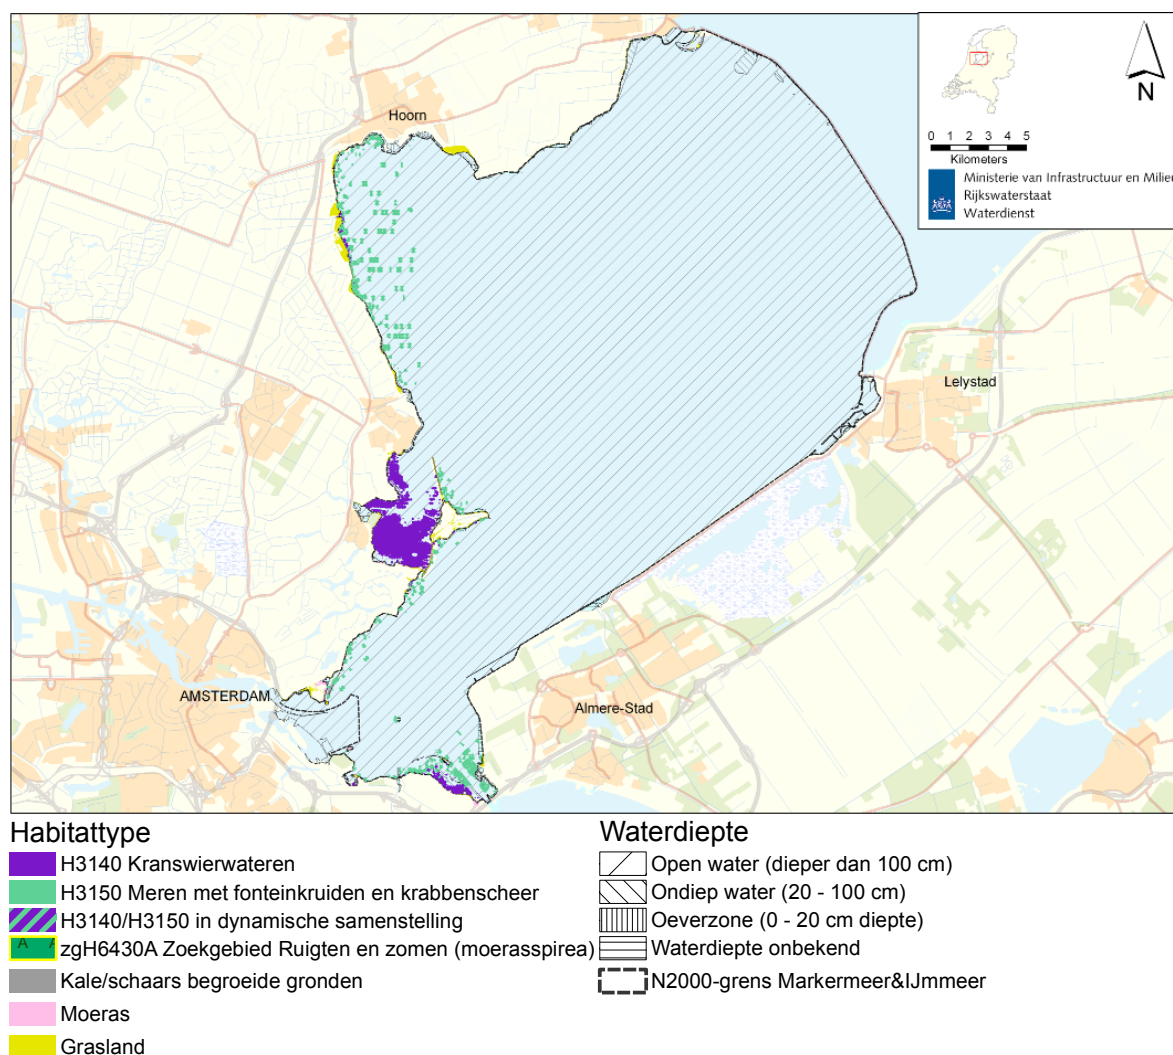 Hoorn
Lelystad
AMSTERDAM
Almere-Stad
N
0 1 2 3 4 5
Kilometers
Ministerie van Infrastructuur en Milieu
Rijkswaterstaat
Waterdienst
Habitattype
H3140 Kranswierwateren
H3150 Meren met fonteinkruiden en krabbenscheer
H3140/H3150 in dynamische samenstelling
A A
zgH6430A Zoekgebied Ruigten en zomen (moerasspirea)
Kale/schaars begroeide gronden
Moeras
Grasland
Waterdiepte
Open water (dieper dan 100 cm)
Ondiep water (20 - 100 cm)
Oeverzone (0 - 20 cm diepte)
Waterdiepte onbekend
N2000-grens Markermeer&IJmmeer